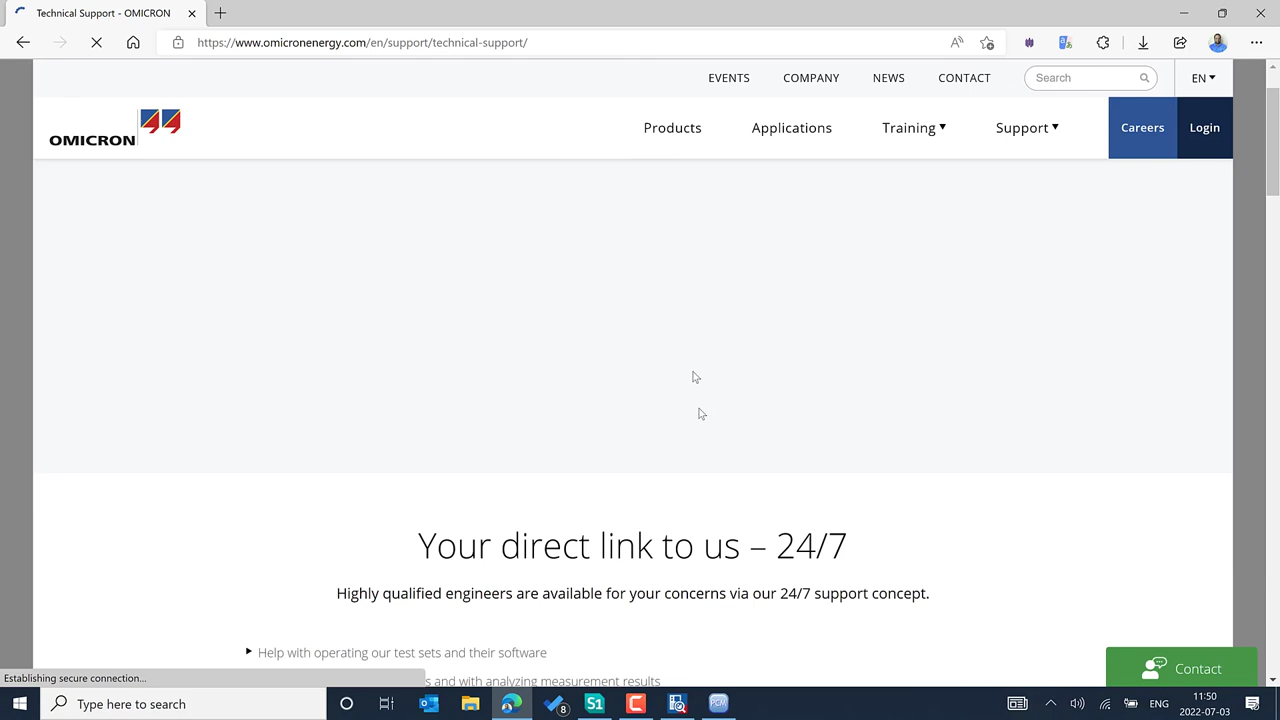 Technical Support - OMICRON
https://www.omicronenergy.com/en/support/technical-support/
EVENTS COMPANY NEWS CONTACT Search EN
OMICRON
Products Applications Training Support Careers Login
Your direct link to us – 24/7
Highly qualified engineers are available for your concerns via our 24/7 support concept.
Help with operating our test sets and their software
and with analyzing measurement results
Contact
Establishing secure connection...
Type here to search
8
S1
PCM
ENG
11:50
2022-07-03